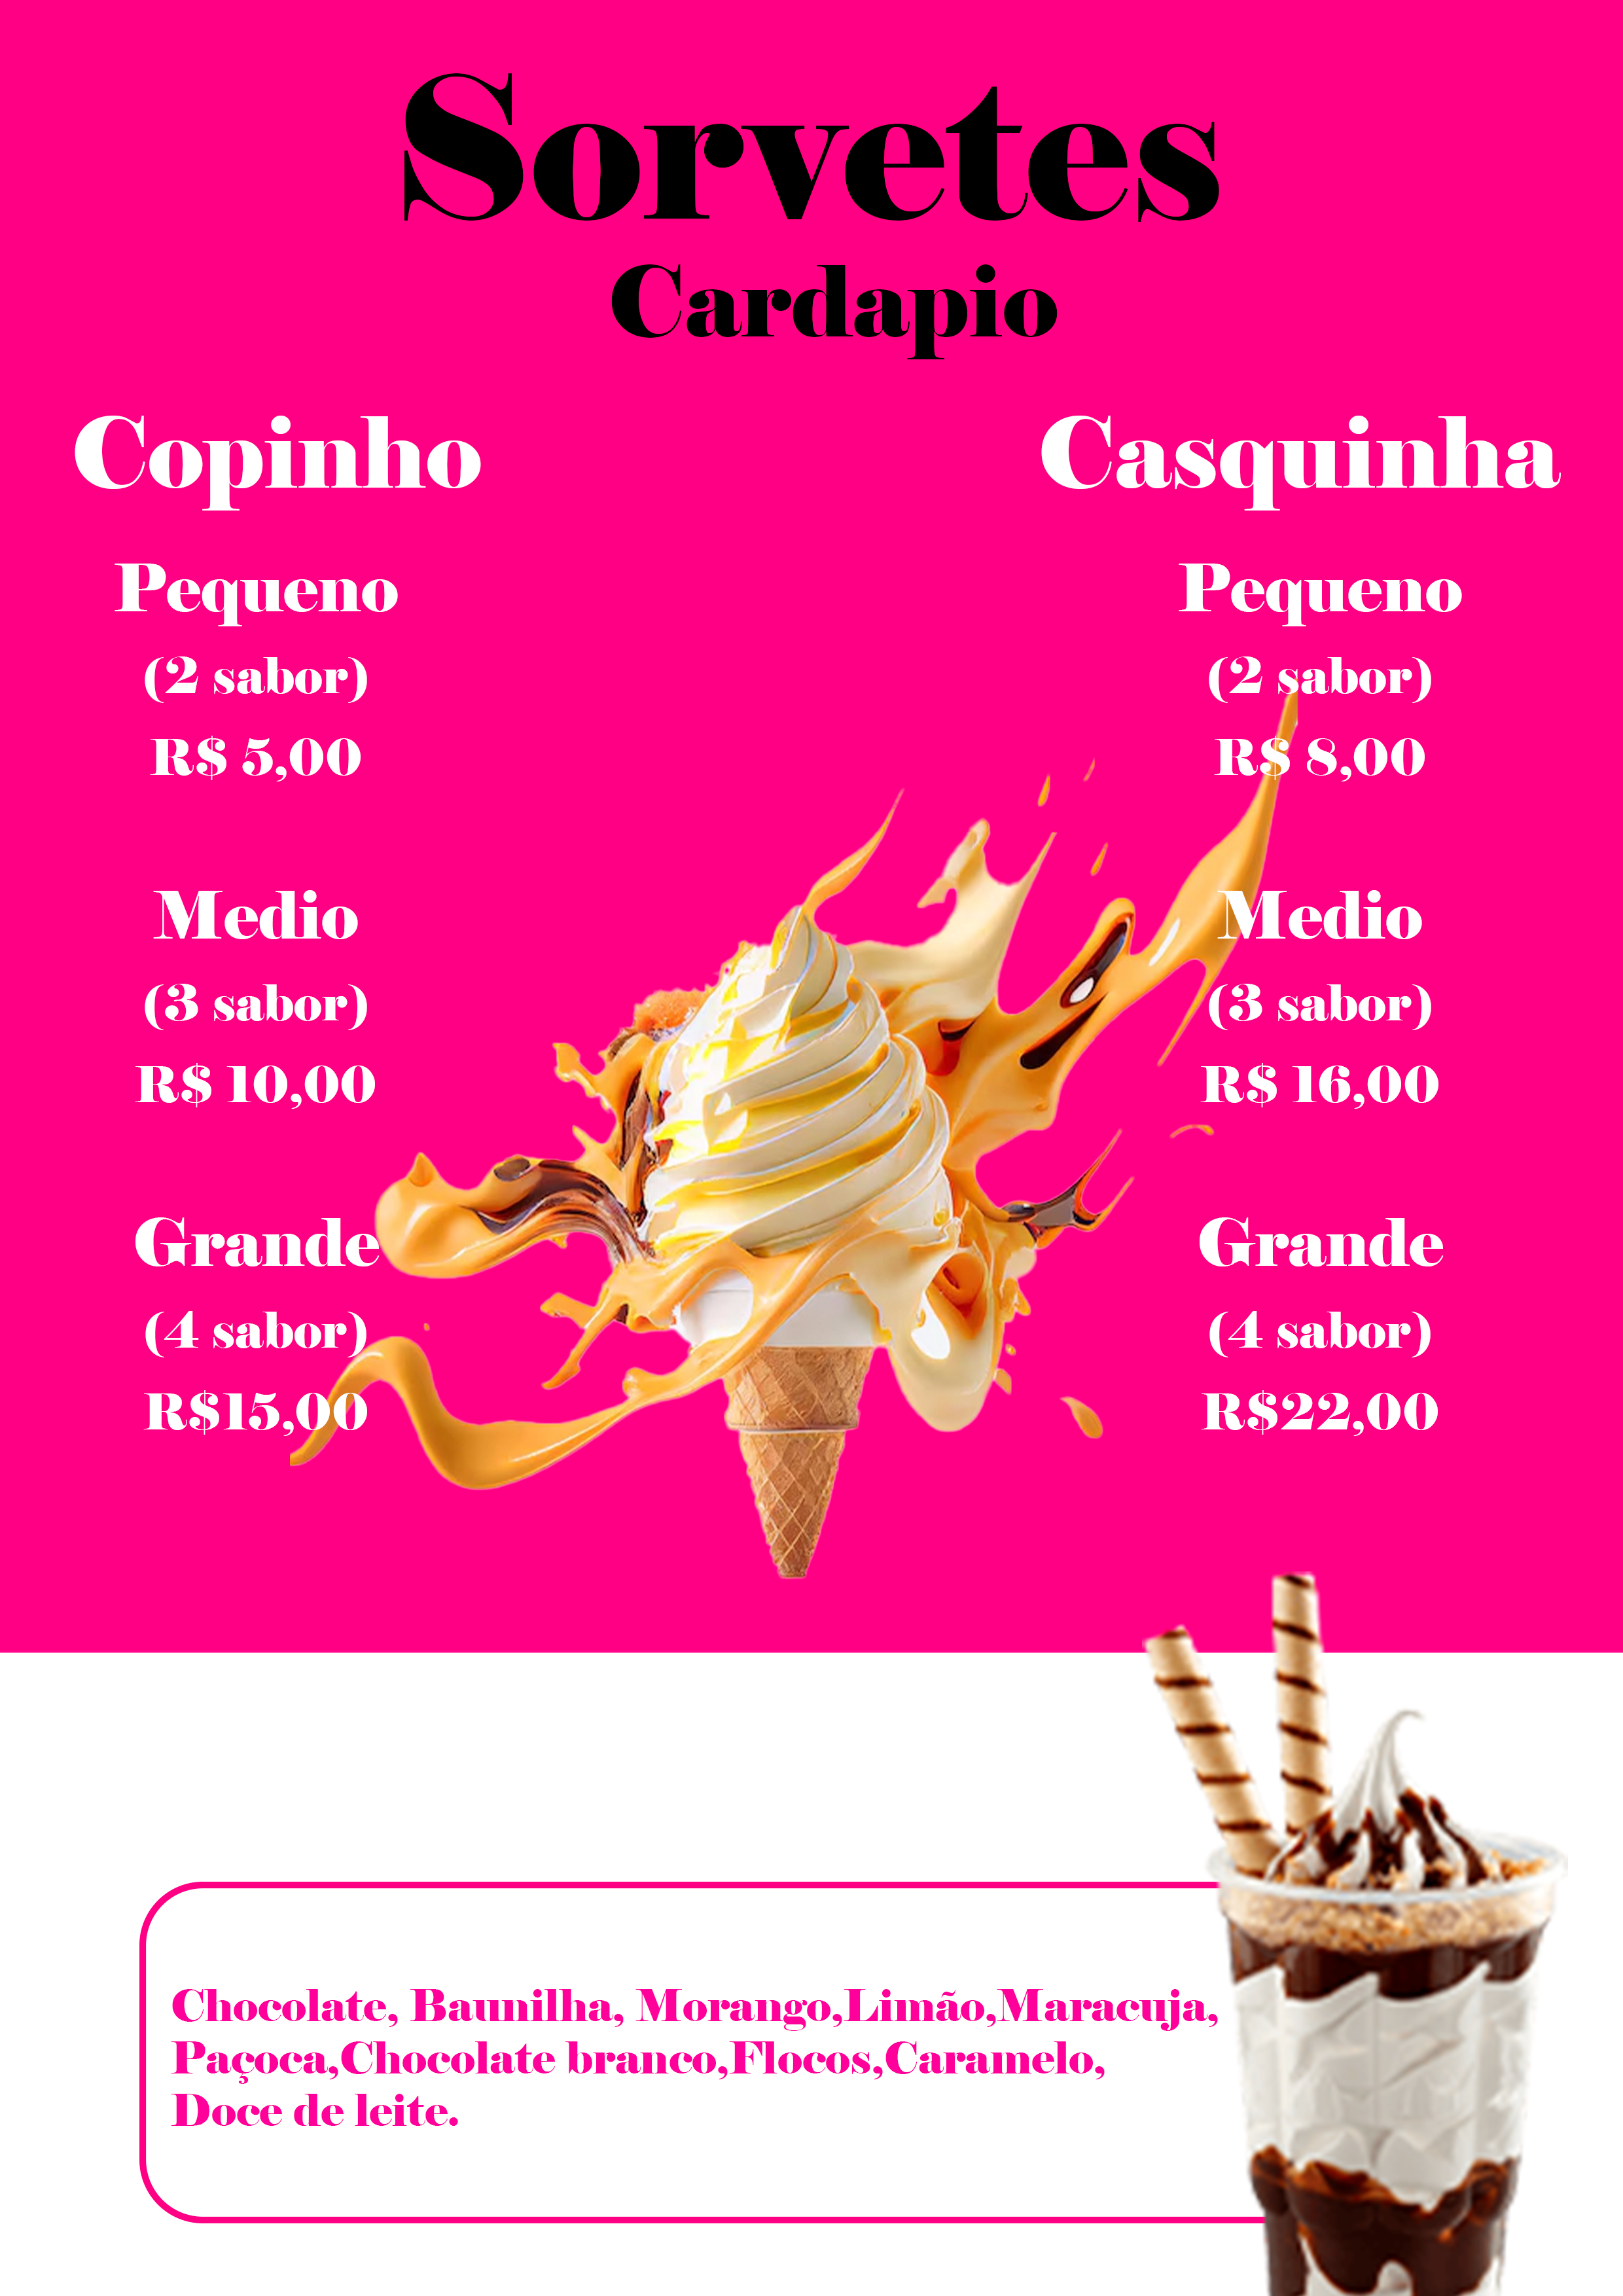 Sorvetes
Cardapio
Copinho
Pequeno
(2 sabor)
R$ 5,00
Medio
(3 sabor)
R$ 10,00
Grande
(4 sabor)
R$15,00
Casquinha
Pequeno
(2 sabor)
R$ 8,00
Medio
(3 sabor)
R$ 16,00
Grande
(4 sabor)
R$22,00
Chocolate, Baunilha, Morango,Limão,Maracuja,
Paçoca,Chocolate branco,Flocos,Caramelo,
Doce de leite.